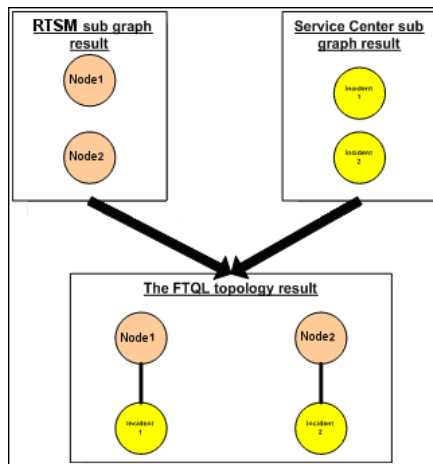 RTSM sub graph
result
Node1
Node2
Service Center sub
graph result
Incident
1
Incident
2
The FTQL topology result
Node1
Node2
Incident
1
Incident
2